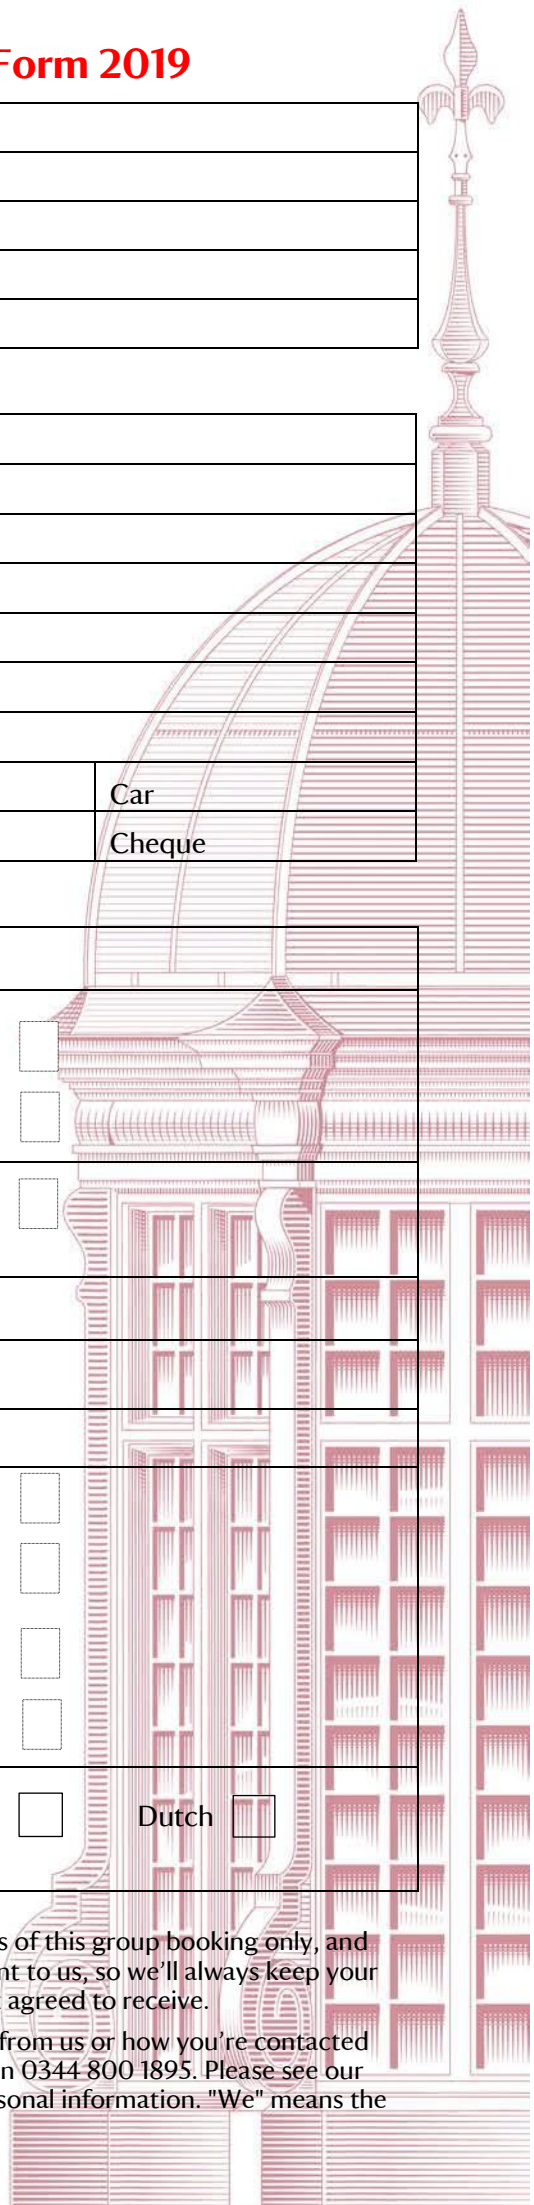 Form 2019
Car
Cheque
Dutch
s of this group booking only, and
nt to us, so we'll always keep your
t agreed to receive.
from us or how you're contacted
n 0344 800 1895. Please see our
sonal information. "We" means the